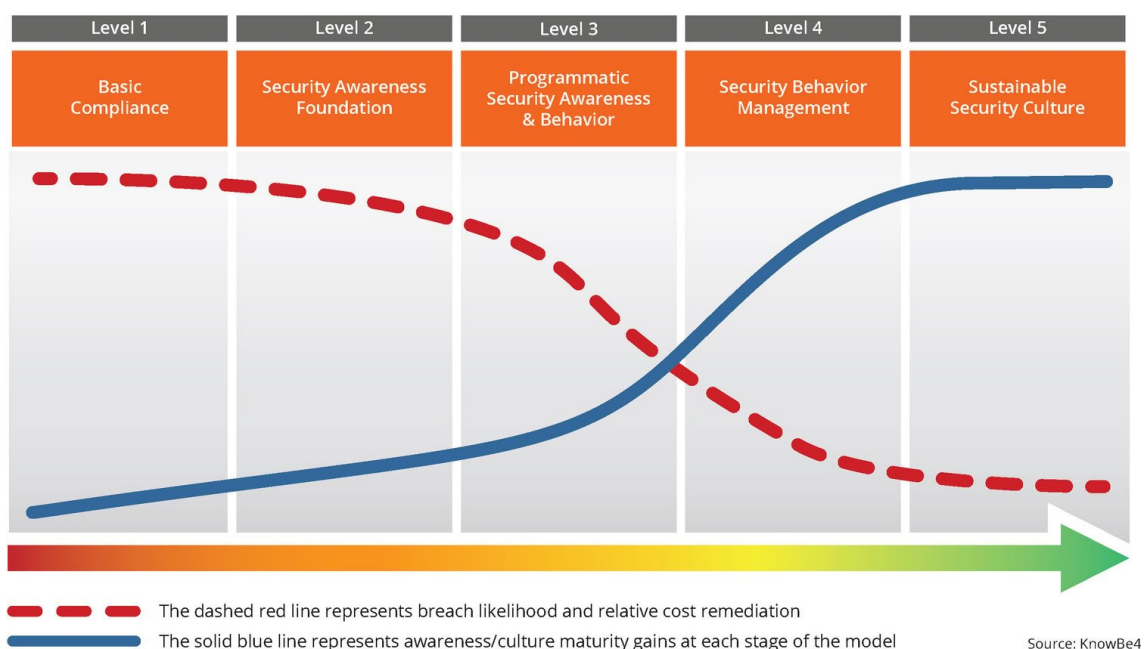 Level 1
Level 2
Level 3
Level 4
Level 5
Basic
Compliance
Security Awareness
Foundation
Programmatic
Security Awareness
& Behavior
Security Behavior
Management
Sustainable
Security Culture
The dashed red line represents breach likelihood and relative cost remediation
The solid blue line represents awareness/culture maturity gains at each stage of the model
Source: KnowBe4